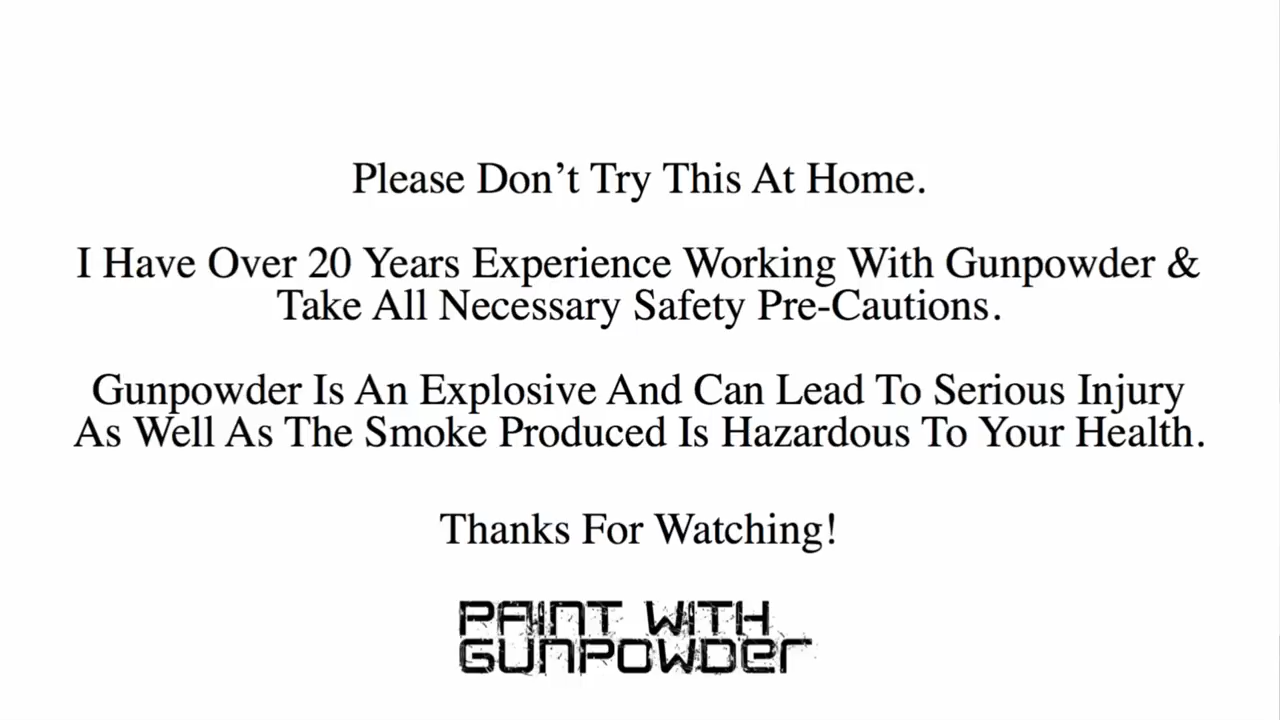 Please Don’t Try This At Home.
I Have Over 20 Years Experience Working With Gunpowder &
Take All Necessary Safety Pre-Cautions.
Gunpowder Is An Explosive And Can Lead To Serious Injury
As Well As The Smoke Produced Is Hazardous To Your Health.
Thanks For Watching!
PAINT WITH
GUNPOWDER